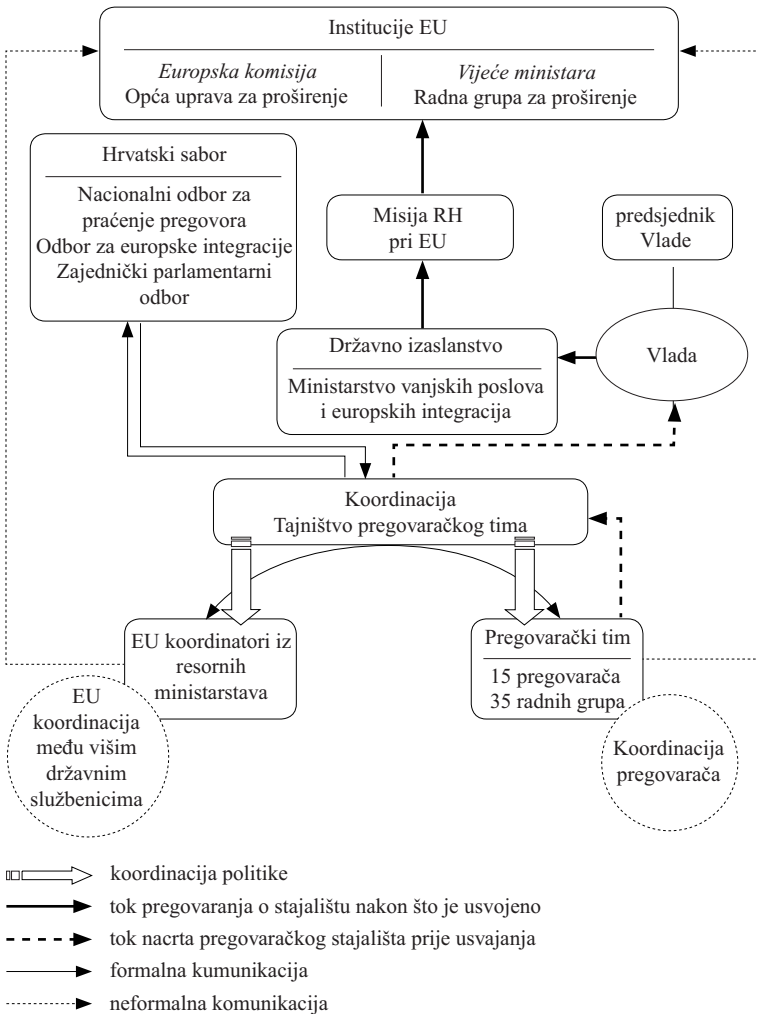 Institucije EU
Europska komisija
Opća uprava za proširenje
Vijeće ministara
Radna grupa za proširenje
Hrvatski sabor
Nacionalni odbor za
praćenje pregovora
Odbor za europske integracije
Zajednički parlamentarni
odbor
Misija RH
pri EU
predsjednik
Vlade
Državno izaslanstvo
Ministarstvo vanjskih poslova
i europskih integracija
Vlada
Koordinacija
Tajništvo pregovaračkog tima
EU koordinatori iz
resornih
ministarstava
Pregovarački tim
15 pregovarača
35 radnih grupa
EU
koordinacija
među višim
državnim
službenicima
Koordinacija
pregovarača
koordinacija politike
tok pregovaranja o stajalištu nakon što je usvojeno
tok nacrta pregovaračkog stajališta prije usvajanja
formalna kumunikacija
neformalna komunikacija